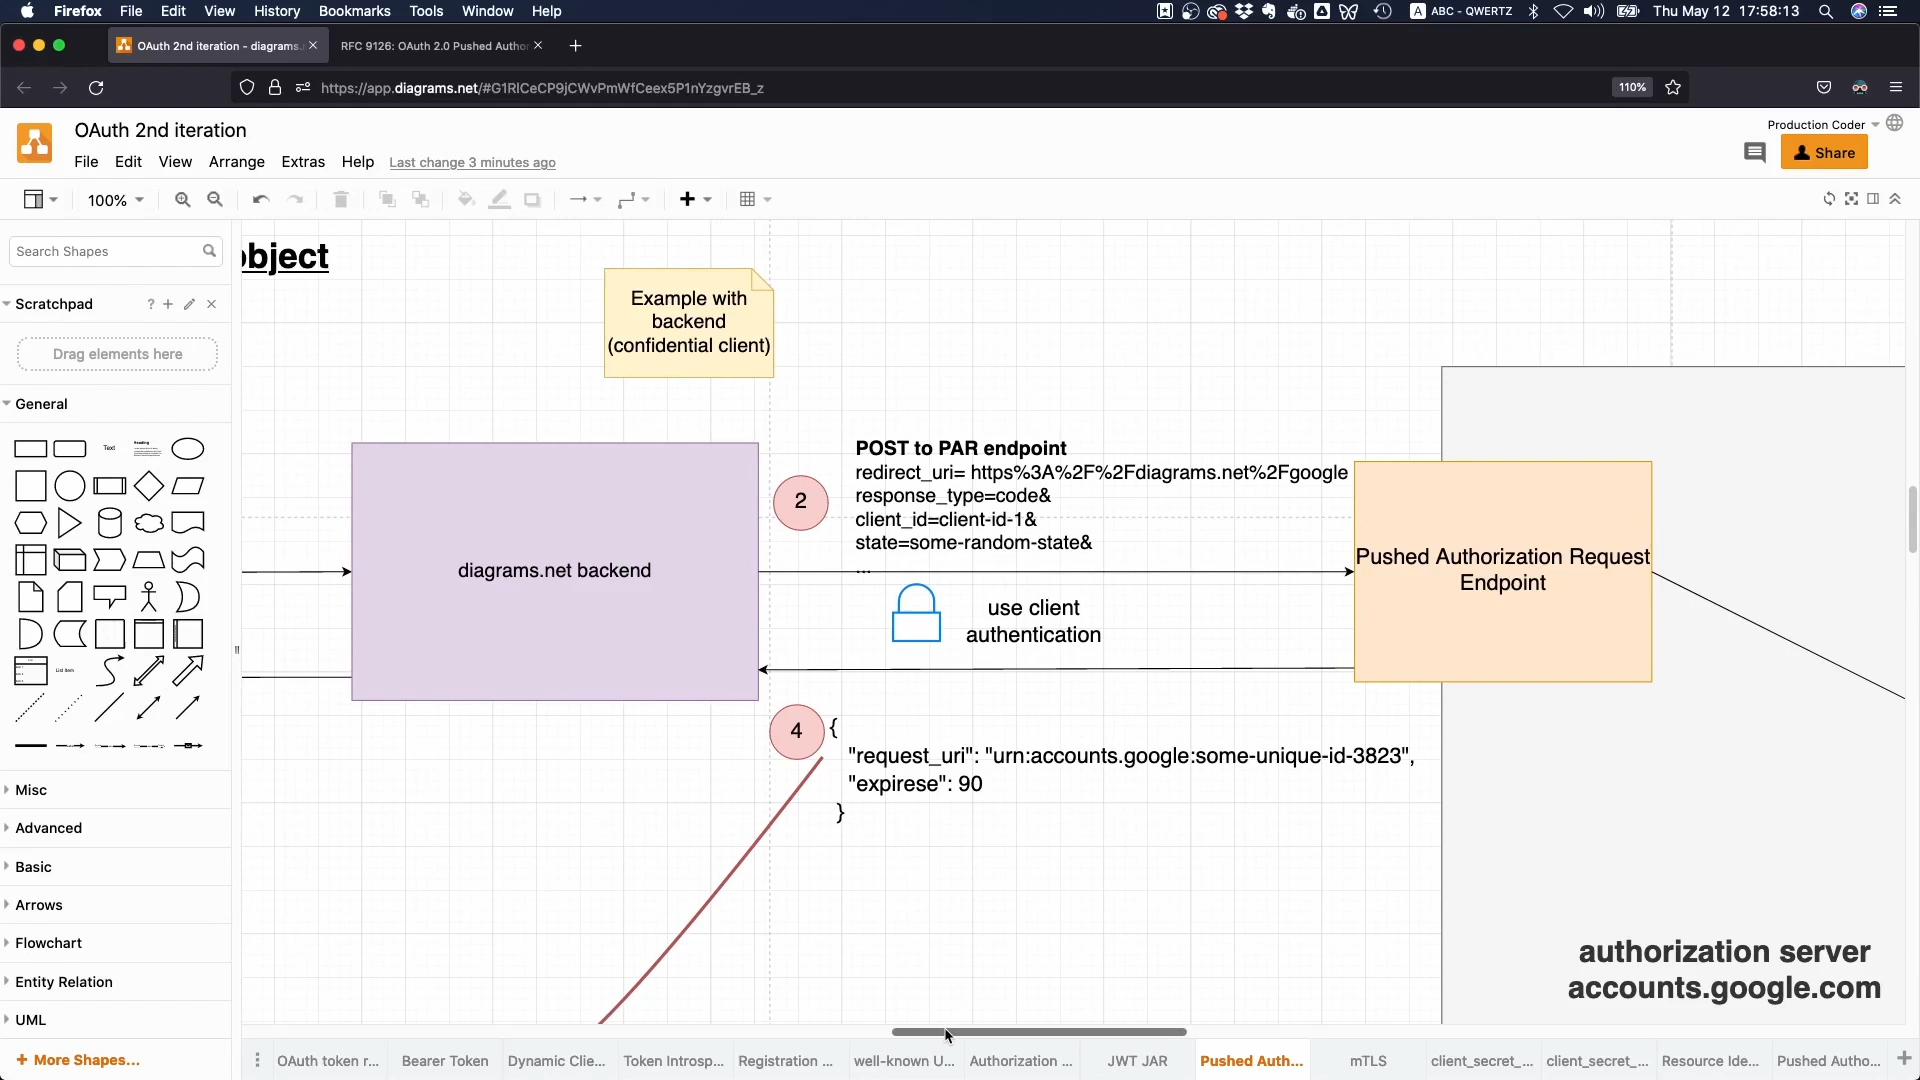 Firefox File Edit View History Bookmarks Tools Window Help
ABC - QWERTZ
Thu May 12 17:58:13
OAuth 2nd iteration - diagrams.
RFC 9126: OAuth 2.0 Pushed Author
https://app.diagrams.net/#G1RlCeCP9jCWvPmWfCeex5P1nYzgvrEB_z
110%
OAuth 2nd iteration
Production Coder
File Edit View Arrange Extras Help Last change 3 minutes ago
Share
100%
Search Shapes
Scratchpad
?
Drag elements here
General
Text
Heading
List Item
Misc
Advanced
Basic
Arrows
Flowchart
Entity Relation
UML
+ More Shapes...
object
Example with
backend
(confidential client)
diagrams.net backend
2
POST to PAR endpoint
redirect_uri= https%3A%2F%2Fdiagrams.net%2Fgoogle
response_type=code&
client_id=client-id-1&
state=some-random-state&
...
use client
authentication
Pushed Authorization Request
Endpoint
4
{
"request_uri": "urn:accounts.google:some-unique-id-3823",
"expirese": 90
}
authorization server
accounts.google.com
OAuth token r...
Bearer Token
Dynamic Clie...
Token Introsp...
Registration ...
well-known U...
Authorization ...
JWT JAR
Pushed Auth...
mTLS
client_secret_...
client_secret_...
Resource Ide...
Pushed Autho...